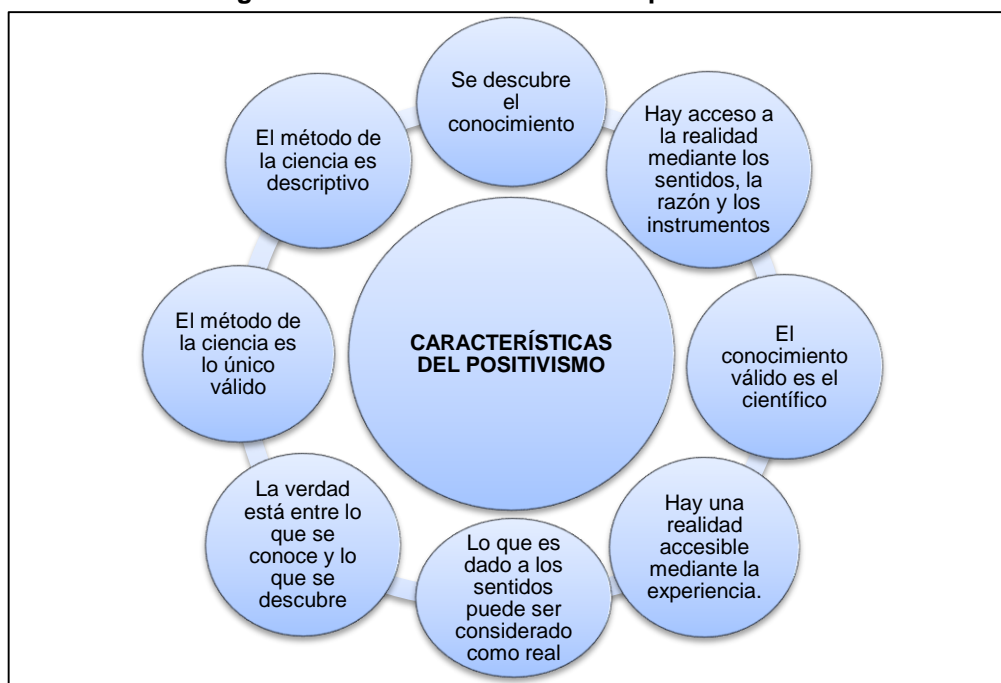 Se descubre
el
conocimiento
Hay acceso a
la realidad
mediante los
sentidos, la
razón y los
instrumentos
El
conocimiento
válido es el
científico
Hay una
realidad
accesible
mediante la
experiencia.
Lo que es
dado a los
sentidos
puede ser
considerado
como real
La verdad
está entre lo
que se
conoce y lo
que se
descubre
El método de
la ciencia es
lo único
válido
El método de
la ciencia es
descriptivo
CARACTERÍSTICAS
DEL POSITIVISMO